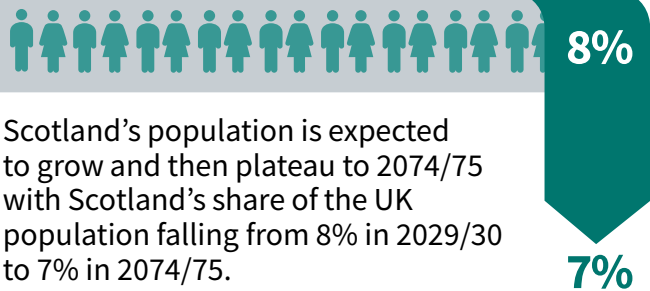 8%
Scotland’s population is expected
to grow and then plateau to 2074/75
with Scotland’s share of the UK
population falling from 8% in 2029/30
to 7% in 2074/75.
7%